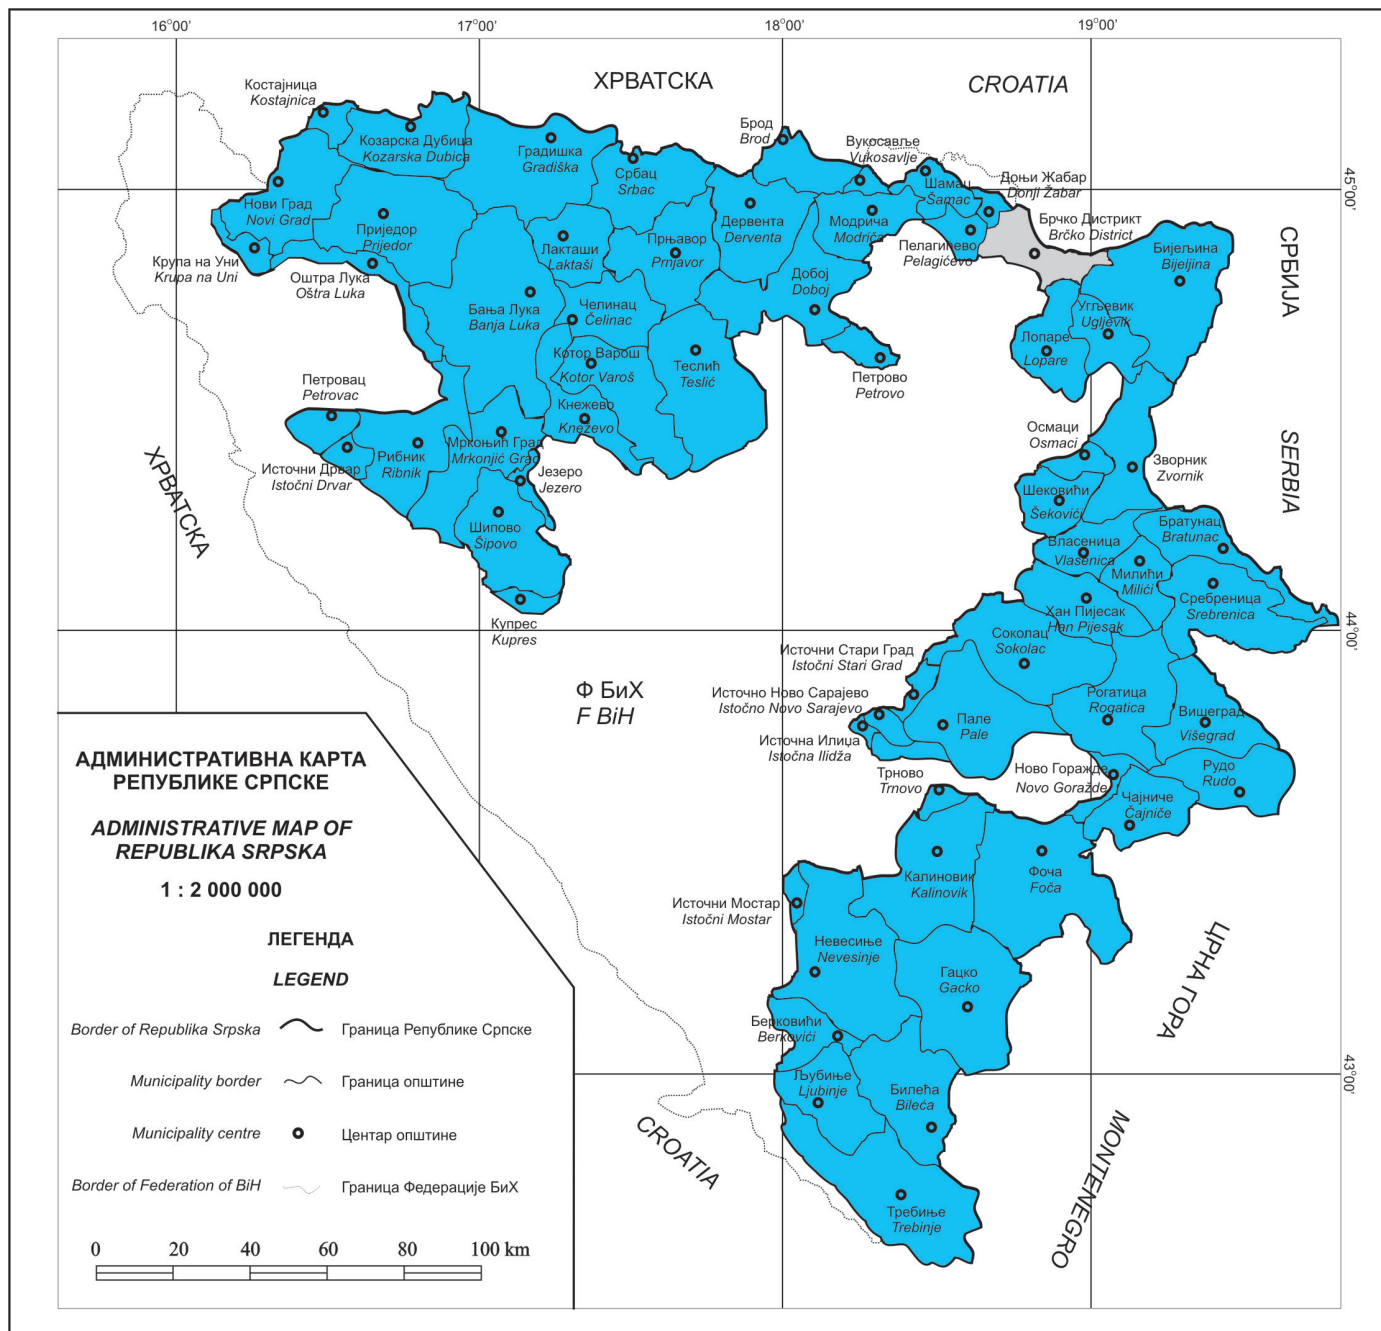 16°00'
17°00'
18°00'
19°00'
ХРВАТСКА
CROATIA
Костајница
Kostajnica
Козарска Дубица
Kozarska Dubica
Градишка
Gradiška
Србац
Srbac
Брод
Brod
Вукосавље
Vukosavlje
Шамац
Šamac
Доњи Жабар
Donji Žabar
45°00'
Нови Град
Novi Grad
Приједор
Prijedor
Лакташи
Laktaši
Прњавор
Prnjavor
Дервента
Derventa
Модрича
Modriča
Пелагићево
Pelagićevo
Брчко Дистрикт
Brčko District
Бијељина
Bijeljina
СРБИЈА
Крупа на Уни
Krupa na Uni
Оштра Лука
Oštra Luka
Бања Лука
Banja Luka
Челинац
Čelinac
Добој
Doboj
Угљевик
Ugljevik
Лопаре
Lopare
Котор Варош
Kotor Varoš
Теслић
Teslić
Петрово
Petrovo
Петровац
Petrovac
Кнежево
Kneževo
Источни Дрвар
Istočni Drvar
Рибник
Ribnik
Мркоњић Град
Mrkonjić Grad
Језеро
Jezero
Шипово
Šipovo
Купрес
Kupres
Осмаци
Osmaci
Зворник
Zvornik
SERBIA
ХРВАТСКА
Шековићи
Šekovići
Власеница
Vlasenica
Братунац
Bratunac
Милићи
Milići
Сребреница
Srebrenica
Хан Пијесак
Han Pijesak
44°00'
Соколац
Sokolac
Источни Стари Град
Istočni Stari Grad
Источно Ново Сарајево
Istočno Novo Sarajevo
Источна Илиџа
Istočna Ilidža
Пале
Pale
Рогатица
Rogatica
Вишеград
Višegrad
Ф БиХ
F BiH
Трново
Trnovo
Ново Горажде
Novo Goražde
Рудо
Rudo
Чајниче
Čajniče
Калиновик
Kalinovik
Фоча
Foča
Источни Мостар
Istočni Mostar
Невесиње
Nevesinje
Гацко
Gacko
ЦРНА ГОРА
Берковићи
Berkovići
43°00'
Љубиње
Ljubinje
Билећа
Bileća
CROATIA
MONTENEGRO
Требиње
Trebinje
АДМИНИСТРАТИВНА КАРТА
РЕПУБЛИКЕ СРПСКЕ
ADMINISTRATIVE MAP OF
REPUBLIKA SRPSKA
1 : 2 000 000
ЛЕГЕНДА
LEGEND
Border of Republika Srpska Граница Републике Српске
Municipality border Граница општине
Municipality centre Центар општине
Border of Federation of BiH Граница Федерације БиХ
0 20 40 60 80 100 km